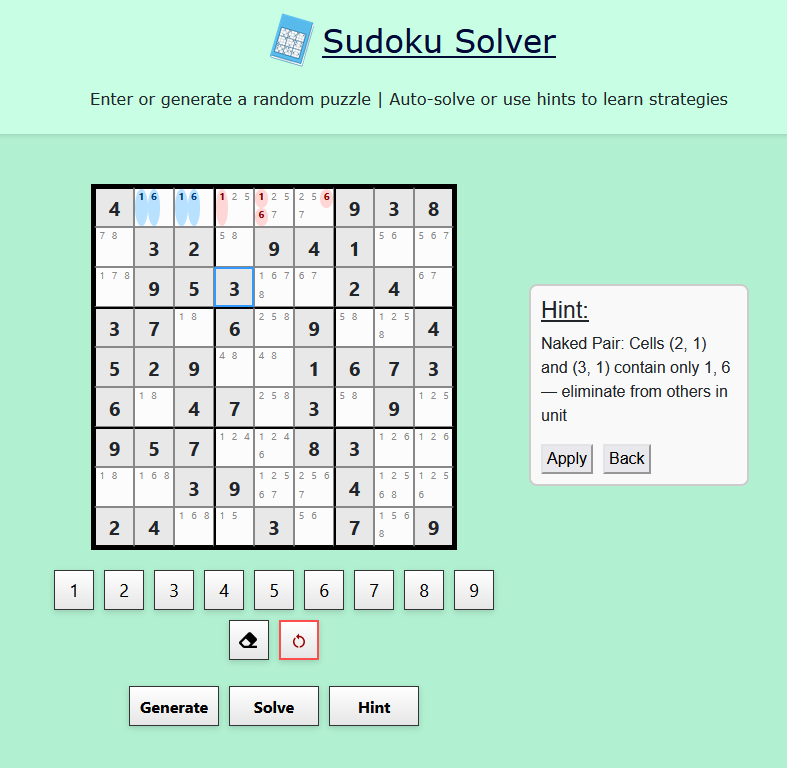 Sudoku Solver
Enter or generate a random puzzle | Auto-solve or use hints to learn strategies
4 1 6 1 6 1 2 5 1 2 5 6 7 2 5 6 7 9 3 8
7 8 3 2 5 8 9 4 1 5 6 5 6 7
1 7 8 9 5 3 1 6 7 8 6 7 2 4 6 7
3 7 1 8 6 2 5 8 9 5 8 1 2 5 8 4
5 2 9 4 8 4 8 1 6 7 3
6 1 8 4 7 2 5 8 3 5 8 9 1 2 5
9 5 7 1 2 4 1 2 4 6 8 3 1 2 6 1 2 6
1 8 1 6 8 3 9 1 2 5 6 7 2 5 6 7 4 1 2 5 6 8 1 2 5 6
2 4 1 6 8 1 5 3 5 6 7 1 5 6 8 9
Hint:
Naked Pair: Cells (2, 1)
and (3, 1) contain only 1, 6
— eliminate from others in
unit
Apply Back
1 2 3 4 5 6 7 8 9
Generate Solve Hint